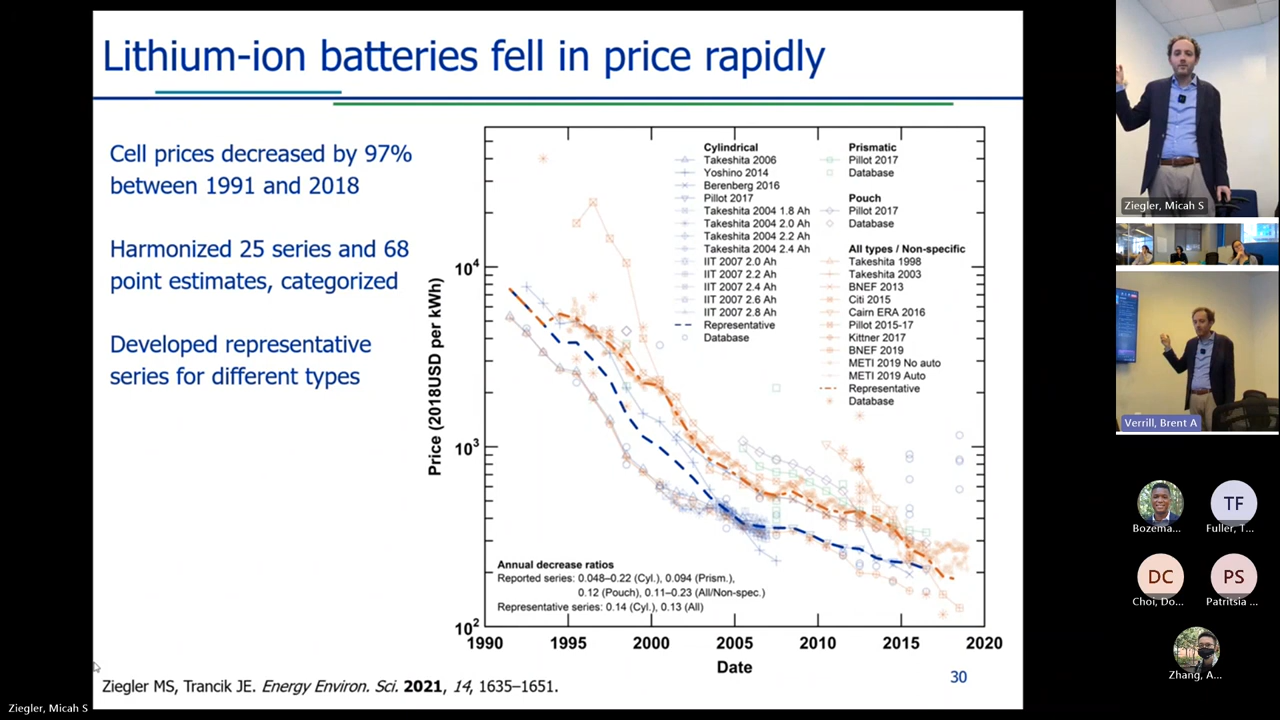 Lithium-ion batteries fell in price rapidly
Cell prices decreased by 97%
between 1991 and 2018
Harmonized 25 series and 68
point estimates, categorized
Developed representative
series for different types
Price (2018USD per kWh)
10⁴
10³
10²
1990
1995
2000
2005
2010
2015
2020
Date
Cylindrical
Takeshita 2006
Yoshino 2014
Berenberg 2016
Pillot 2017
Takeshita 2004 1.8 Ah
Takeshita 2004 2.0 Ah
Takeshita 2004 2.2 Ah
Takeshita 2004 2.4 Ah
IIT 2007 2.0 Ah
IIT 2007 2.2 Ah
IIT 2007 2.4 Ah
IIT 2007 2.6 Ah
IIT 2007 2.8 Ah
Representative
Database
Prismatic
Pillot 2017
Database
Pouch
Pillot 2017
Database
All types / Non-specific
Takeshita 1998
Takeshita 2003
BNEF 2013
Citi 2015
Cairn ERA 2016
Pillot 2015-17
Kittner 2017
BNEF 2019
METI 2019 No auto
METI 2019 Auto
Representative
Database
Annual decrease ratios
Reported series: 0.048–0.22 (Cyl.), 0.094 (Prism.),
0.12 (Pouch), 0.11–0.23 (All/Non-spec.)
Representative series: 0.14 (Cyl.), 0.13 (All)
Ziegler MS, Trancik JE. Energy Environ. Sci. 2021, 14, 1635–1651.
30
Ziegler, Micah S
Ziegler, Micah S
Verrill, Brent A
Bozema...
TF
Fuller, T...
DC
Choi, Do...
PS
Patritsia ...
Zhang, A...